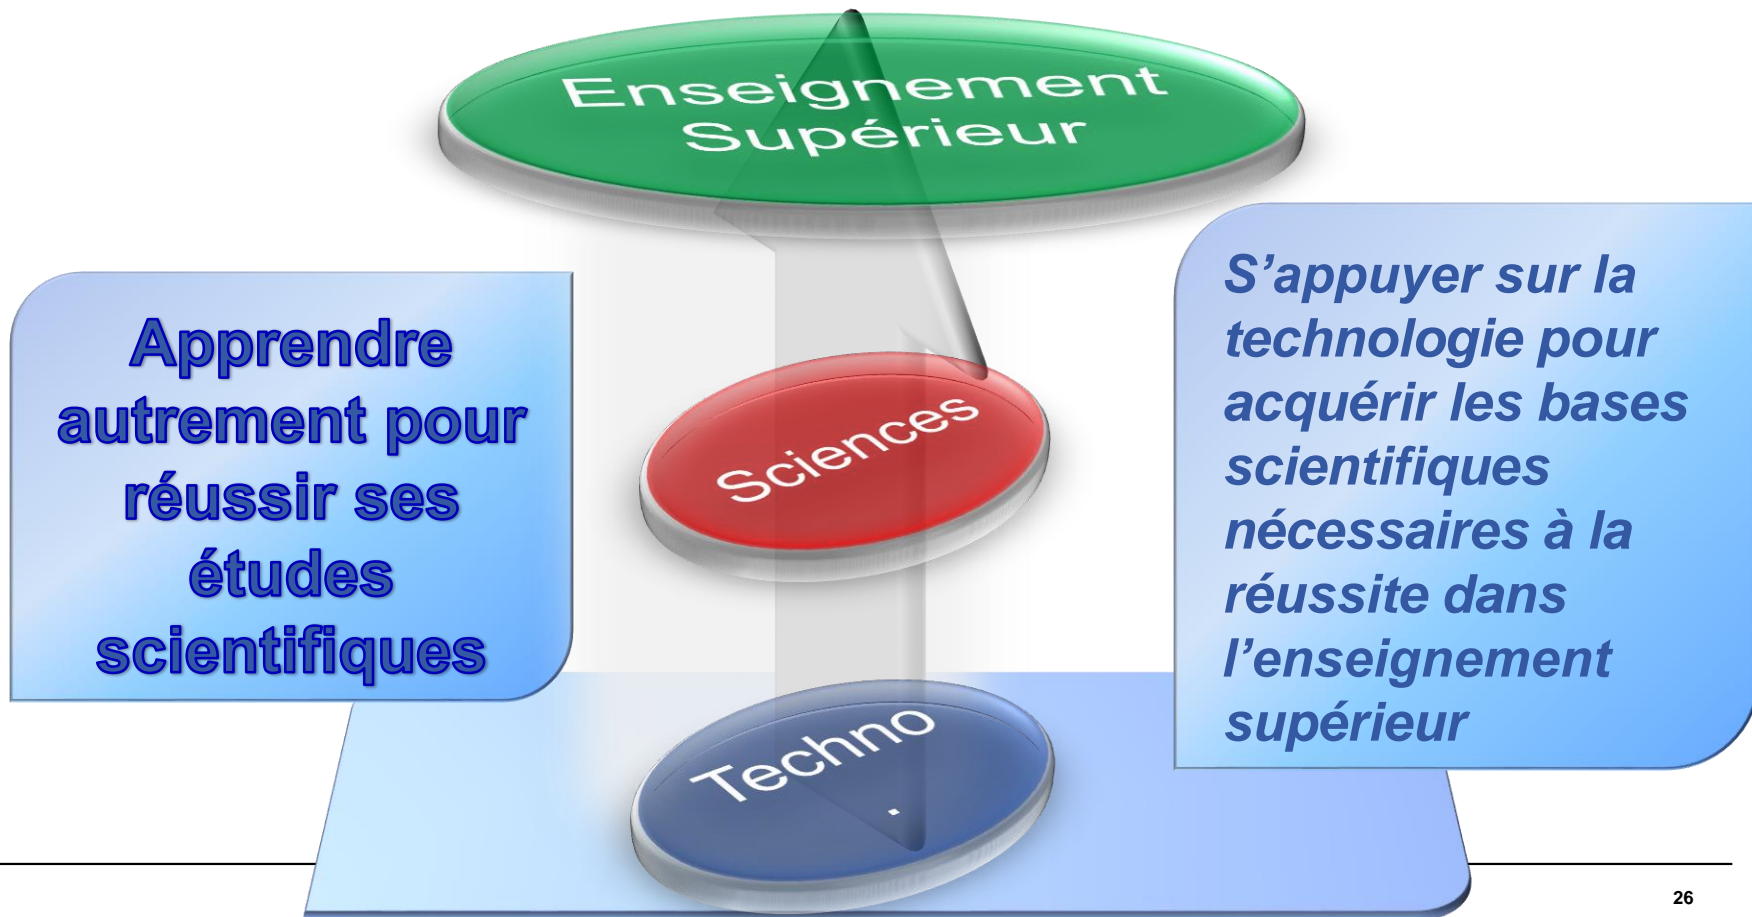 Enseignement
Supérieur
Apprendre
autrement pour
réussir ses
études
scientifiques
Sciences
Techno
.
S’appuyer sur la
technologie pour
acquérir les bases
scientifiques
nécessaires à la
réussite dans
l’enseignement
supérieur
26